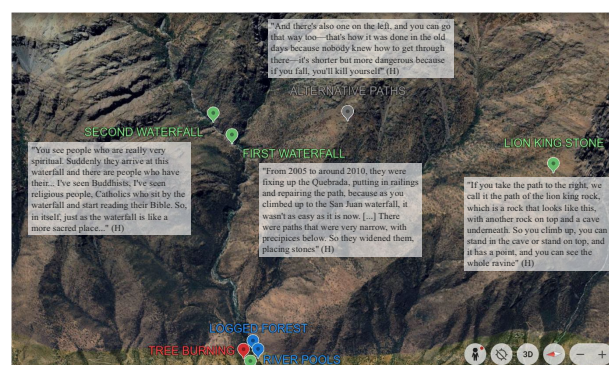 "And there's also one on the left, and you can go
that way too—that's how it was done in the old
days because nobody knew how to get through
there—it's shorter but more dangerous because
if you fall, you'll kill yourself" (H)
ALTERNATIVE PATHS
SECOND WATERFALL
FIRST WATERFALL
LION KING STONE
"You see people who are really very
spiritual. Suddenly they arrive at this
waterfall and there are people who have
their... I've seen Buddhists, I've seen
religious people, Catholics who sit by the
waterfall and start reading their Bible. So,
in itself, just as the waterfall is like a
more sacred place..." (H)
"From 2005 to around 2010, they were
fixing up the Quebrada, putting in railings
and repairing the path, because as you
climbed up to the San Juan waterfall, it
wasn't as easy as it is now. [...] There
were paths that were very narrow, with
precipices below. So they widened them,
placing stones" (H)
"If you take the path to the right, we
call it the path of the lion king rock,
which is a rock that looks like this,
with another rock on top and a cave
underneath. So you climb up, you can
stand in the cave or stand on top, and
it has a point, and you can see the
whole ravine" (H)
LOGGED FOREST
TREE BURNING
RIVER POOLS
3D